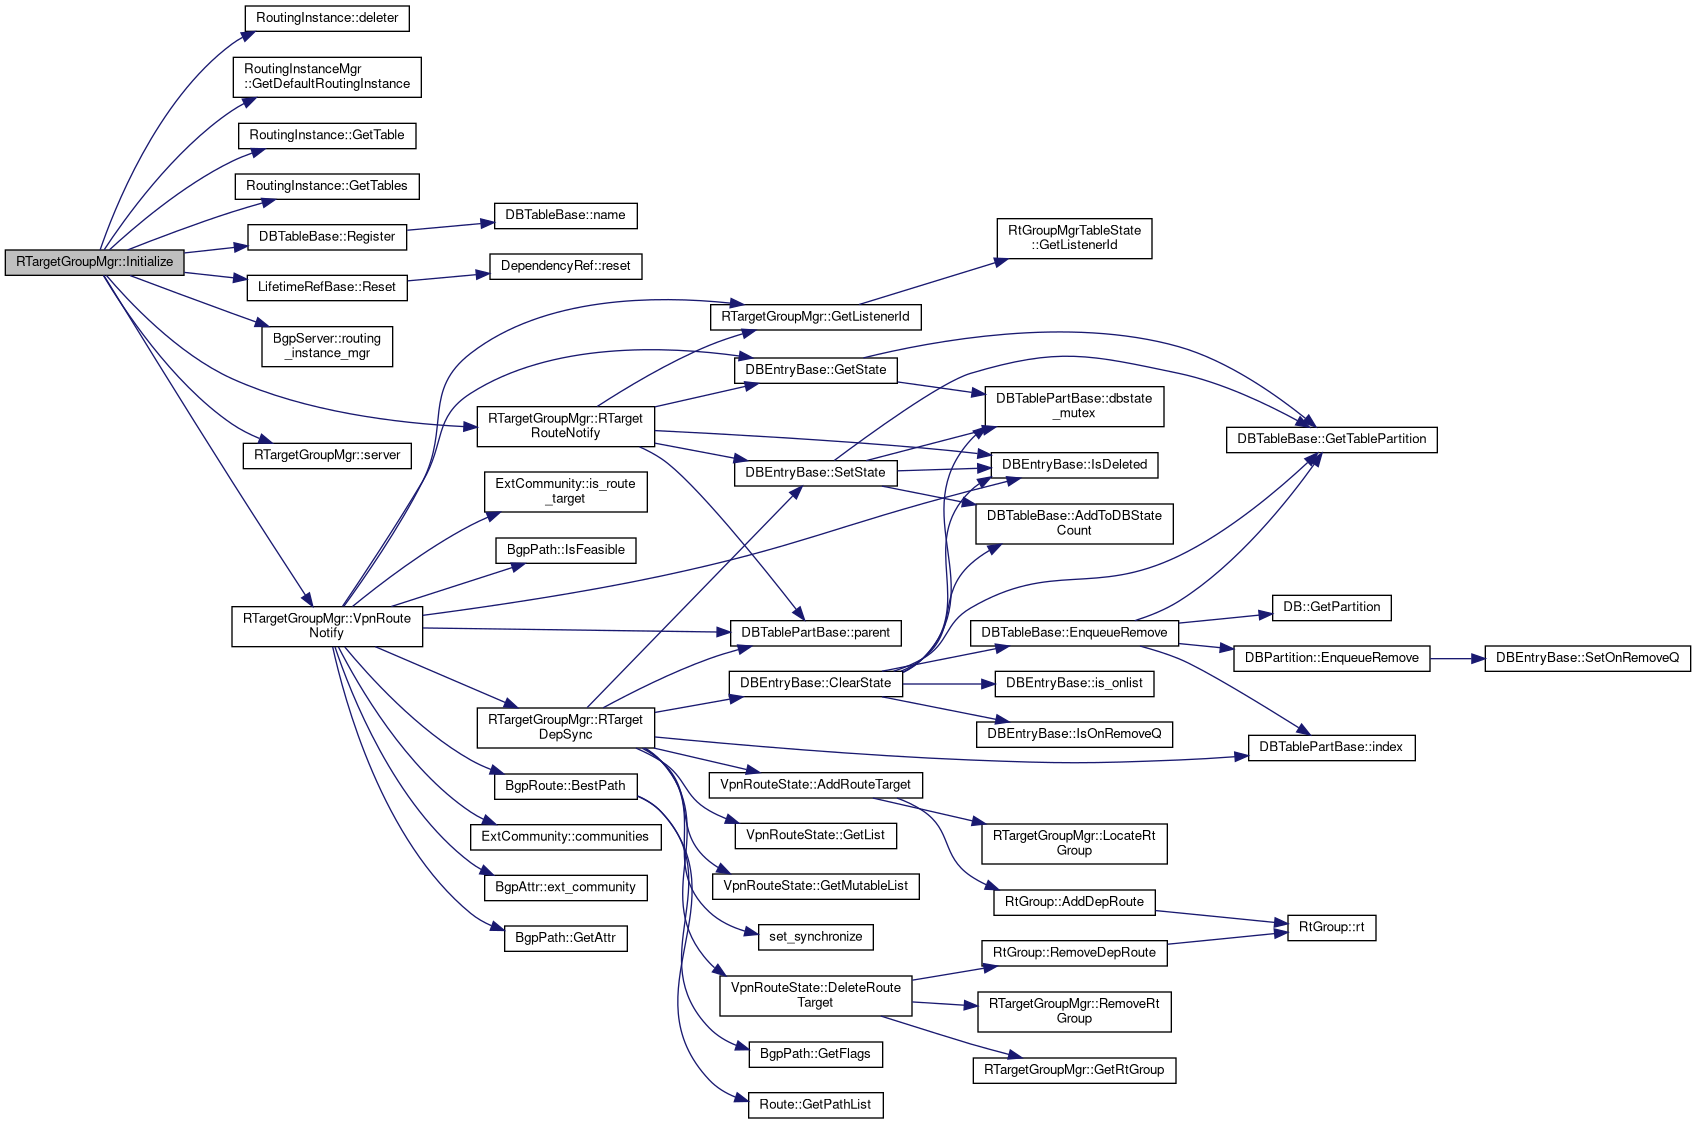 RTargetGroupMgr::Initialize
RoutingInstance::deleter
RoutingInstanceMgr
::GetDefaultRoutingInstance
RoutingInstance::GetTable
RoutingInstance::GetTables
DBTableBase::Register
LifetimeRefBase::Reset
BgpServer::routing
_instance_mgr
RTargetGroupMgr::server
RTargetGroupMgr::VpnRoute
Notify
DBTableBase::name
DependencyRef::reset
RTargetGroupMgr::RTarget
RouteNotify
ExtCommunity::is_route
_target
BgpPath::IsFeasible
RTargetGroupMgr::RTarget
DepSync
BgpRoute::BestPath
ExtCommunity::communities
BgpAttr::ext_community
BgpPath::GetAttr
RTargetGroupMgr::GetListenerId
DBEntryBase::GetState
DBEntryBase::SetState
DBTablePartBase::parent
DBEntryBase::ClearState
VpnRouteState::AddRouteTarget
VpnRouteState::GetList
VpnRouteState::GetMutableList
set_synchronize
VpnRouteState::DeleteRoute
Target
BgpPath::GetFlags
Route::GetPathList
RtGroupMgrTableState
::GetListenerId
DBTablePartBase::dbstate
_mutex
DBEntryBase::IsDeleted
DBTableBase::AddToDBState
Count
DBTableBase::EnqueueRemove
DBEntryBase::is_onlist
DBEntryBase::IsOnRemoveQ
RTargetGroupMgr::LocateRt
Group
RtGroup::AddDepRoute
RtGroup::RemoveDepRoute
RTargetGroupMgr::RemoveRt
Group
RTargetGroupMgr::GetRtGroup
DBTableBase::GetTablePartition
DB::GetPartition
DBPartition::EnqueueRemove
DBTablePartBase::index
RtGroup::rt
DBEntryBase::SetOnRemoveQ